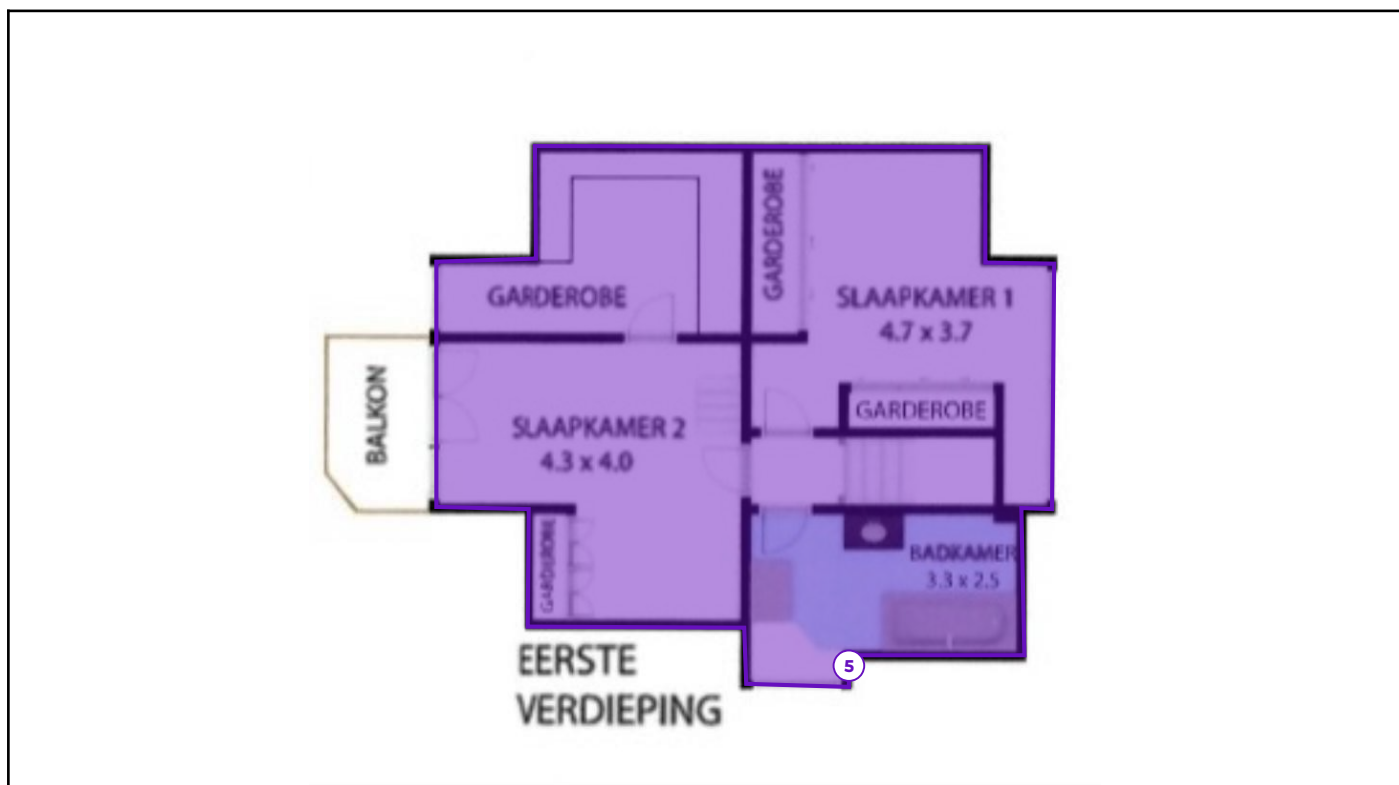 GARDEROBE
GARDEROBE
SLAAPKAMER 1
4.7 x 3.7
BALKON
GARDEROBE
SLAAPKAMER 2
4.3 x 4.0
GARDEROBE
BADKAMER
3.3 x 2.5
EERSTE
VERDIEPING
5